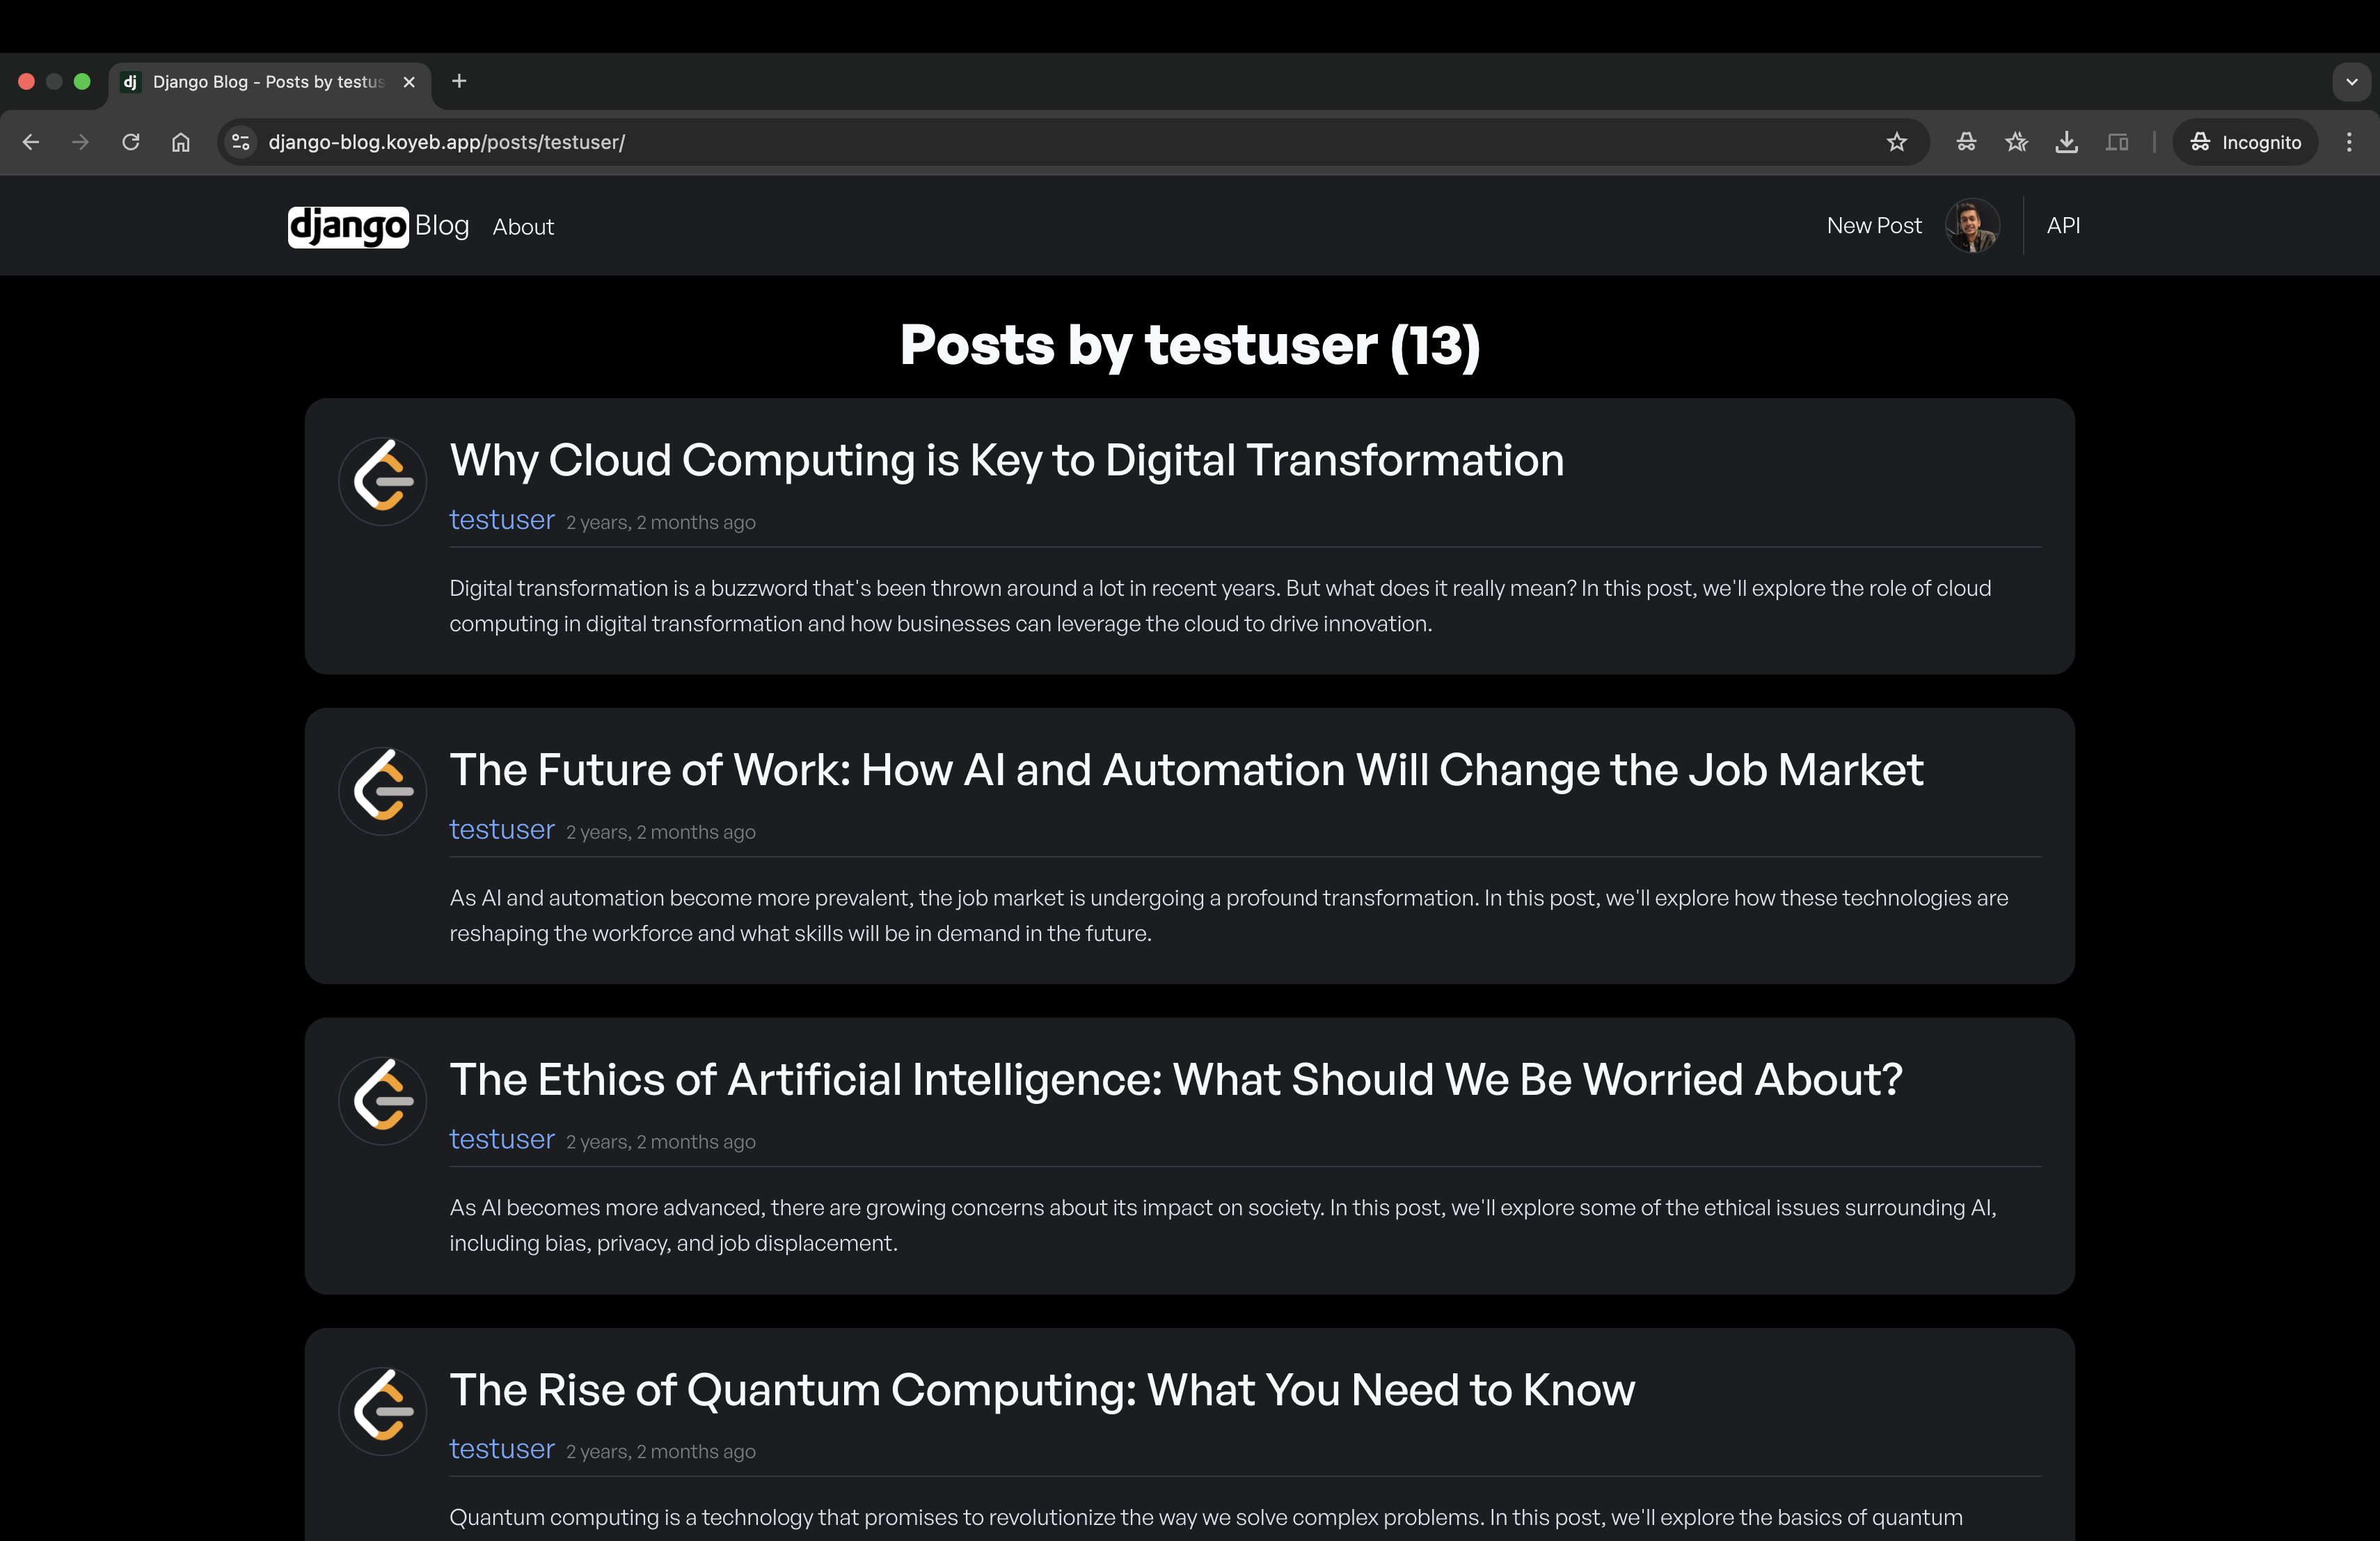 Django Blog - Posts by testus
django-blog.koyeb.app/posts/testuser/
Incognito
django Blog About New Post API
Posts by testuser (13)
Why Cloud Computing is Key to Digital Transformation
testuser 2 years, 2 months ago
Digital transformation is a buzzword that's been thrown around a lot in recent years. But what does it really mean? In this post, we'll explore the role of cloud
computing in digital transformation and how businesses can leverage the cloud to drive innovation.
The Future of Work: How AI and Automation Will Change the Job Market
testuser 2 years, 2 months ago
As AI and automation become more prevalent, the job market is undergoing a profound transformation. In this post, we'll explore how these technologies are
reshaping the workforce and what skills will be in demand in the future.
The Ethics of Artificial Intelligence: What Should We Be Worried About?
testuser 2 years, 2 months ago
As AI becomes more advanced, there are growing concerns about its impact on society. In this post, we'll explore some of the ethical issues surrounding AI,
including bias, privacy, and job displacement.
The Rise of Quantum Computing: What You Need to Know
testuser 2 years, 2 months ago
Quantum computing is a technology that promises to revolutionize the way we solve complex problems. In this post, we'll explore the basics of quantum